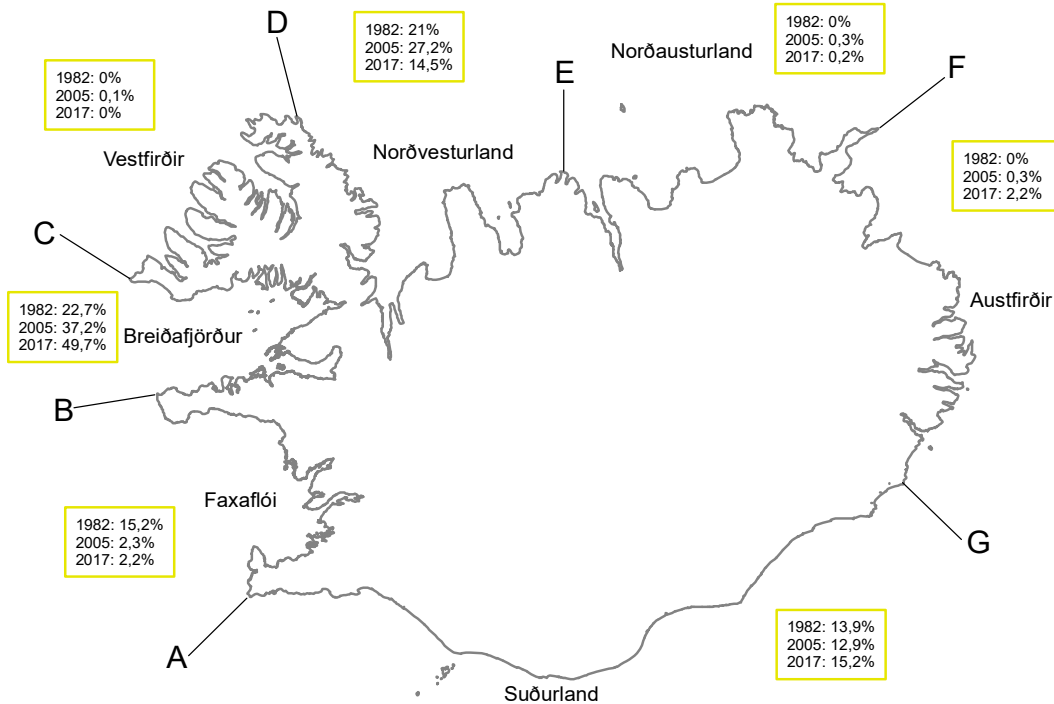 D
1982: 21%
2005: 27,2%
2017: 14,5%
Norðausturland
1982: 0%
2005: 0,3%
2017: 0,2%
E
F
1982: 0%
2005: 0,1%
2017: 0%
Vestfirðir
Norðvesturland
1982: 0%
2005: 0,3%
2017: 2,2%
C
1982: 22,7%
2005: 37,2%
2017: 49,7%
Breiðafjörður
Austfirðir
B
Faxaflói
1982: 15,2%
2005: 2,3%
2017: 2,2%
G
A
1982: 13,9%
2005: 12,9%
2017: 15,2%
Suðurland